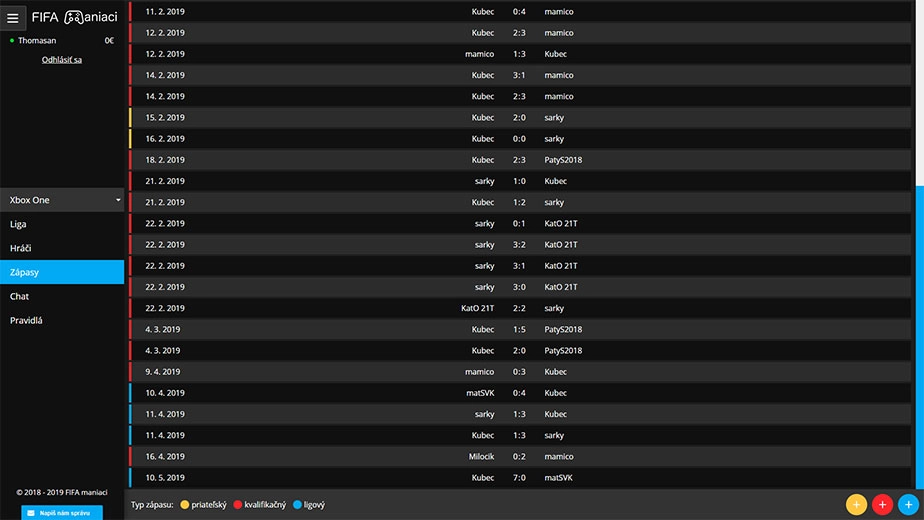 FIFA Maniaci
Thomasan 0€
Odhlásiť sa
Xbox One
Liga
Hráči
Zápasy
Chat
Pravidlá
© 2018 - 2019 FIFA maniaci
Napíš nám správu
11. 2. 2019 Kubec 0:4 mamico
12. 2. 2019 Kubec 2:3 mamico
12. 2. 2019 mamico 1:3 Kubec
14. 2. 2019 Kubec 3:1 mamico
14. 2. 2019 Kubec 2:3 mamico
15. 2. 2019 Kubec 2:0 sarky
16. 2. 2019 Kubec 0:0 sarky
18. 2. 2019 Kubec 2:3 PatyS2018
21. 2. 2019 sarky 1:0 Kubec
21. 2. 2019 Kubec 1:2 sarky
22. 2. 2019 sarky 0:1 KatO 21T
22. 2. 2019 sarky 3:2 KatO 21T
22. 2. 2019 sarky 3:1 KatO 21T
22. 2. 2019 sarky 3:0 KatO 21T
22. 2. 2019 KatO 21T 2:2 sarky
4. 3. 2019 Kubec 1:5 PatyS2018
4. 3. 2019 Kubec 2:0 PatyS2018
9. 4. 2019 mamico 0:3 Kubec
10. 4. 2019 matSVK 0:4 Kubec
11. 4. 2019 sarky 1:3 Kubec
11. 4. 2019 Kubec 1:3 sarky
16. 4. 2019 Milocik 0:2 mamico
10. 5. 2019 Kubec 7:0 matSVK
Typ zápasu: priateľský kvalifikačný ligový
+ + +